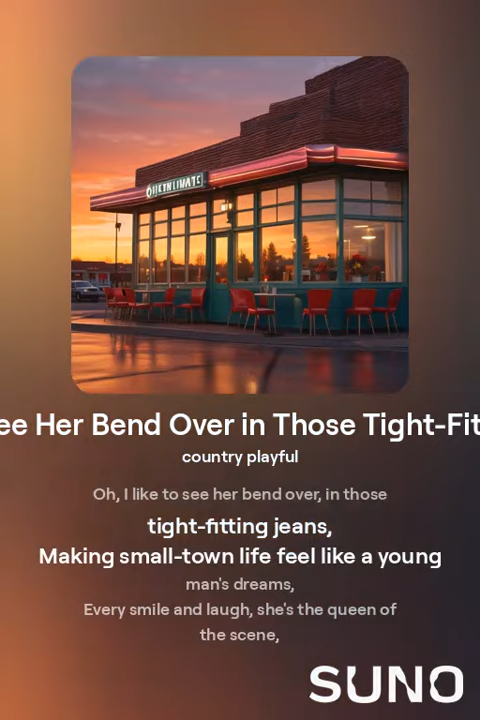 ee Her Bend Over in Those Tight-Fit
country playful
Oh, I like to see her bend over, in those
tight-fitting jeans,
Making small-town life feel like a young
man's dreams,
Every smile and laugh, she's the queen of
the scene,
SUNO